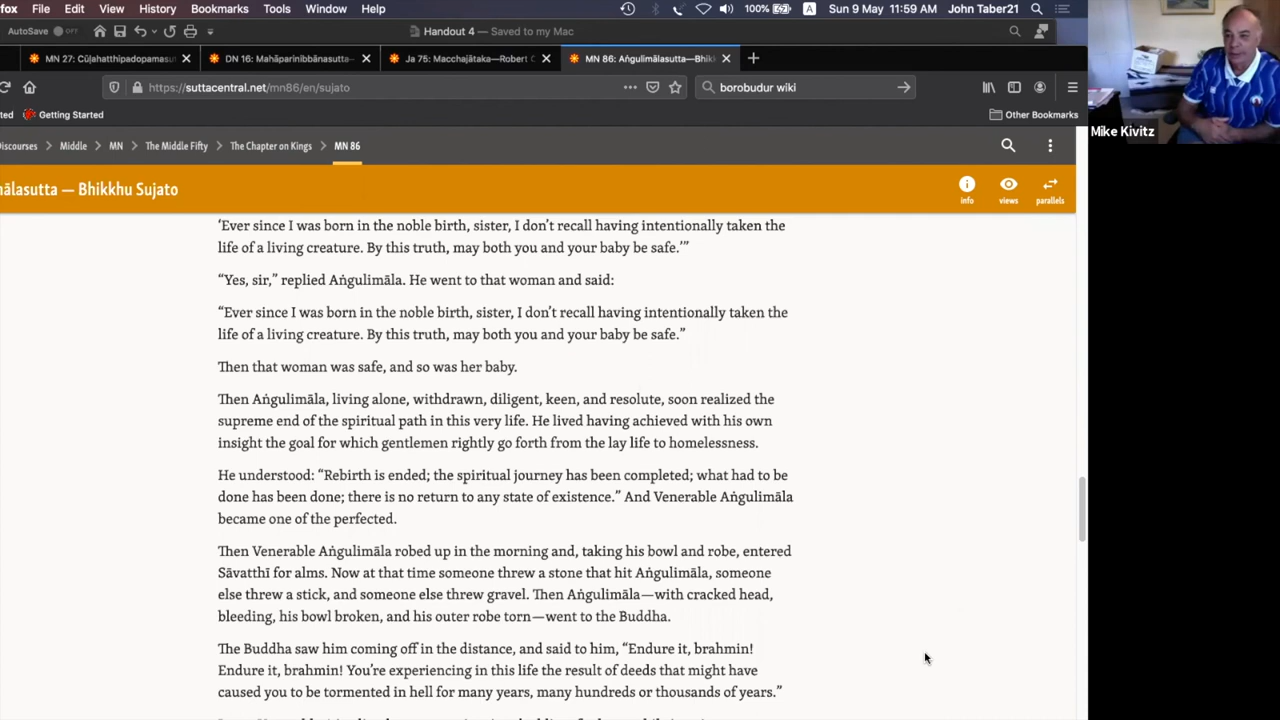 fox File Edit View History Bookmarks Tools Window Help 100% A Sun 9 May 11:59 AM John Taber21
AutoSave OFF Handout 4 — Saved to my Mac
MN 27: Cūḷahatthipadopamasut DN 16: Mahāparinibbānasutta— Ja 75: Macchajātaka—Robert C MN 86: Aṅgulimālasutta—Bhik
https://suttacentral.net/mn86/en/sujato borobudur wiki
ted Getting Started Other Bookmarks
Mike Kivitz
iscourses Middle MN The Middle Fifty The Chapter on Kings MN 86
nālasutta — Bhikkhu Sujato
info views parallels
‘Ever since I was born in the noble birth, sister, I don’t recall having intentionally taken the
life of a living creature. By this truth, may both you and your baby be safe.’”
“Yes, sir,” replied Aṅgulimāla. He went to that woman and said:
“Ever since I was born in the noble birth, sister, I don’t recall having intentionally taken the
life of a living creature. By this truth, may both you and your baby be safe.”
Then that woman was safe, and so was her baby.
Then Aṅgulimāla, living alone, withdrawn, diligent, keen, and resolute, soon realized the
supreme end of the spiritual path in this very life. He lived having achieved with his own
insight the goal for which gentlemen rightly go forth from the lay life to homelessness.
He understood: “Rebirth is ended; the spiritual journey has been completed; what had to be
done has been done; there is no return to any state of existence.” And Venerable Aṅgulimāla
became one of the perfected.
Then Venerable Aṅgulimāla robed up in the morning and, taking his bowl and robe, entered
Sāvatthī for alms. Now at that time someone threw a stone that hit Aṅgulimāla, someone
else threw a stick, and someone else threw gravel. Then Aṅgulimāla—with cracked head,
bleeding, his bowl broken, and his outer robe torn—went to the Buddha.
The Buddha saw him coming off in the distance, and said to him, “Endure it, brahmin!
Endure it, brahmin! You’re experiencing in this life the result of deeds that might have
caused you to be tormented in hell for many years, many hundreds or thousands of years.”